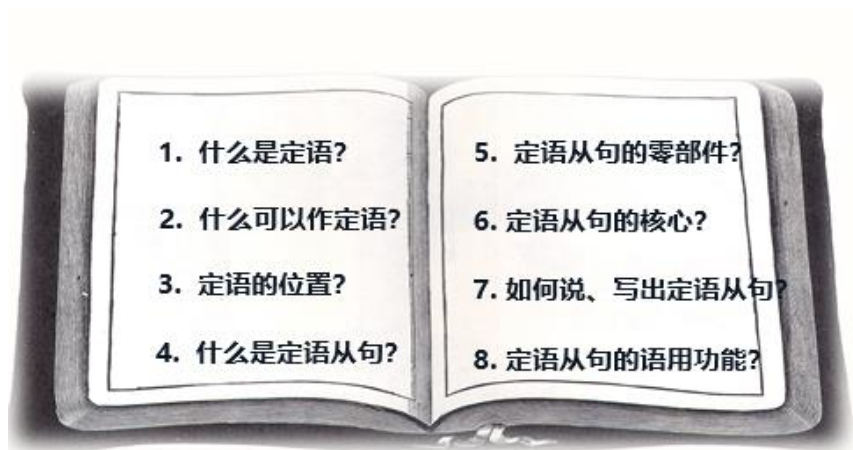 1. 什么是定语?
2. 什么可以作定语?
3. 定语的位置?
4. 什么是定语从句?
5. 定语从句的零部件?
6. 定语从句的核心?
7. 如何说、写出定语从句?
8. 定语从句的语用功能?